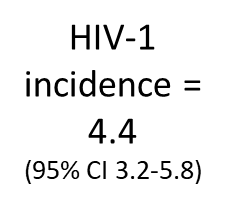 HIV-1
incidence =
4.4
(95% CI 3.2-5.8)